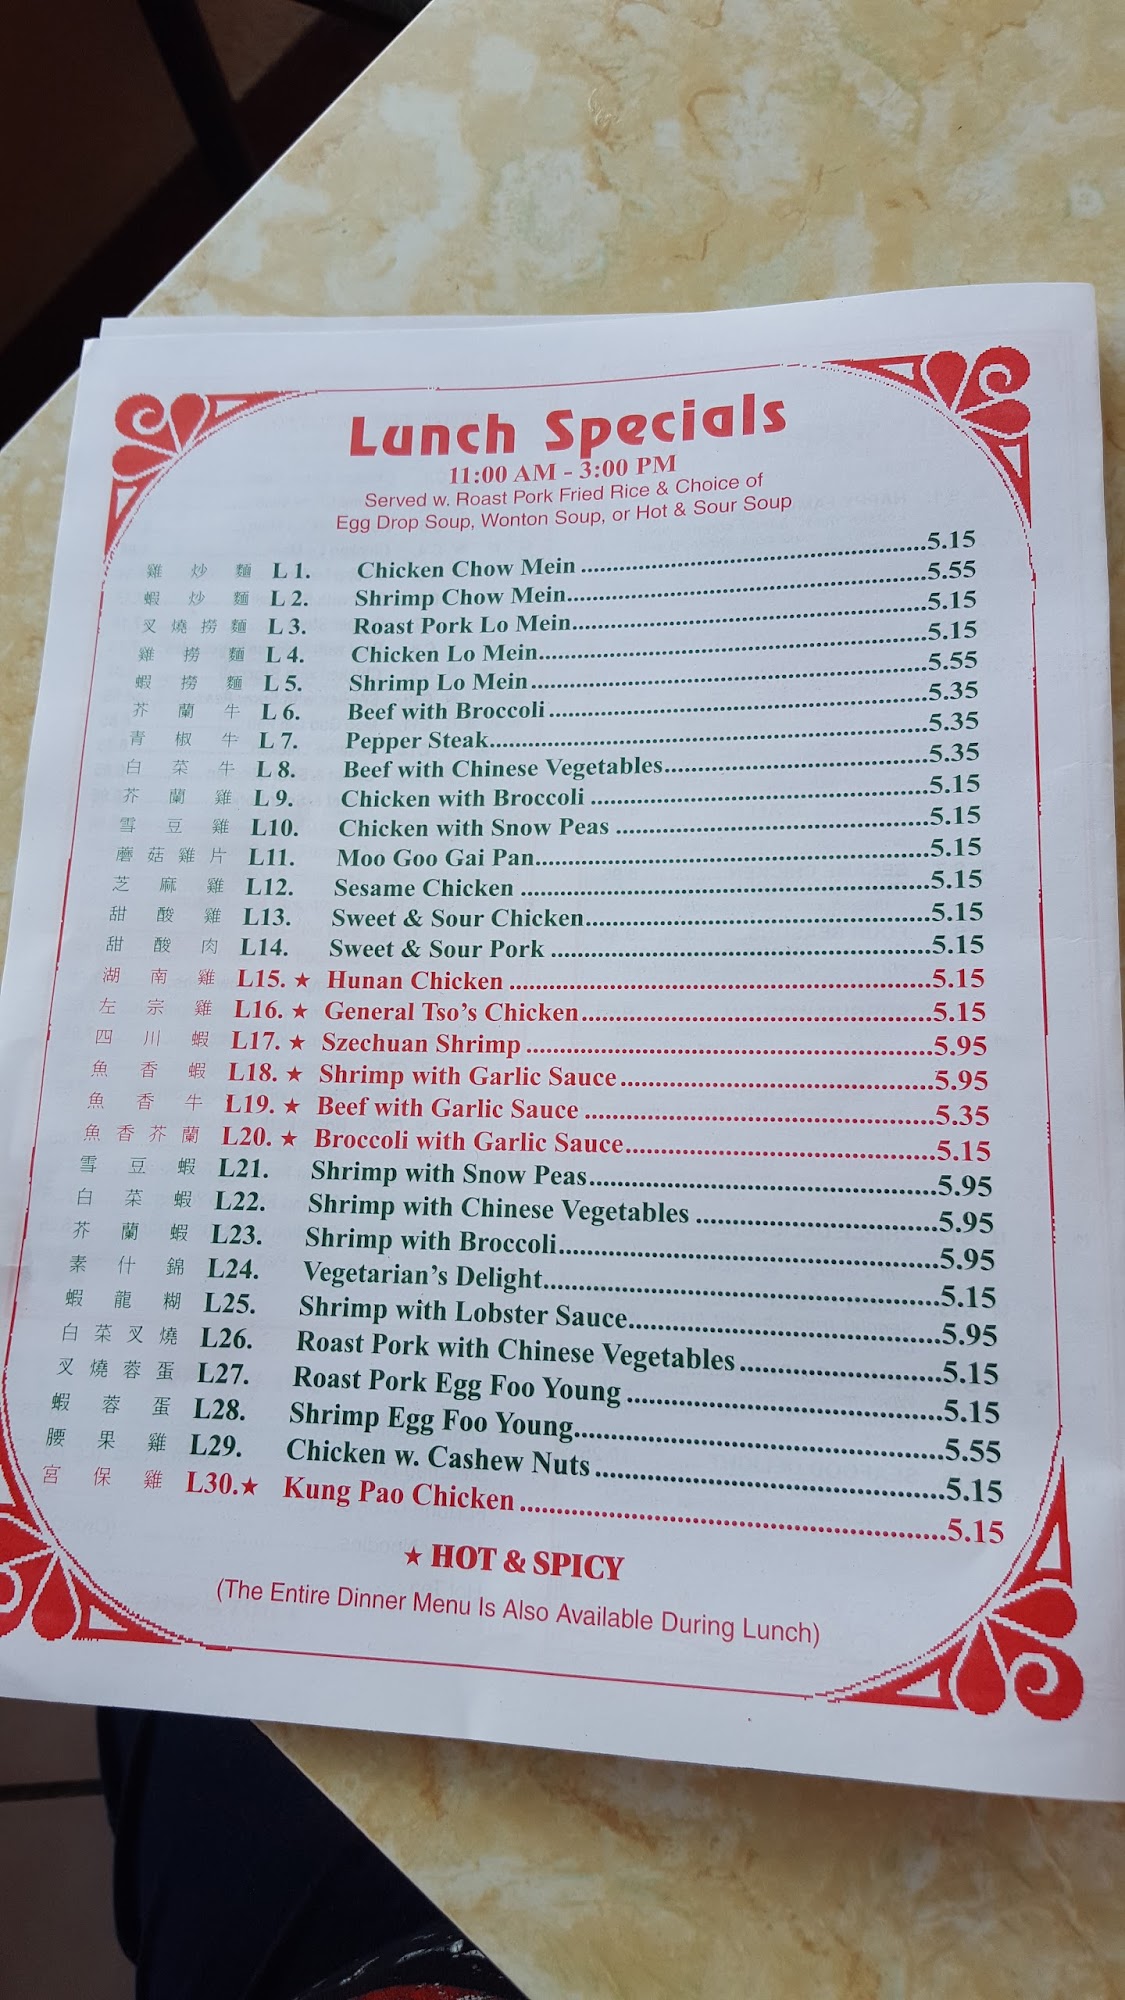 Lunch Specials
11:00 AM - 3:00 PM
Served w. Roast Pork Fried Rice & Choice of
Egg Drop Soup, Wonton Soup, or Hot & Sour Soup
雞炒麵 L 1. Chicken Chow Mein 5.15
蝦炒麵 L 2. Shrimp Chow Mein 5.55
叉燒撈麵 L 3. Roast Pork Lo Mein 5.15
雞撈麵 L 4. Chicken Lo Mein 5.15
蝦撈麵 L 5. Shrimp Lo Mein 5.55
芥蘭牛 L 6. Beef with Broccoli 5.35
青椒牛 L 7. Pepper Steak 5.35
白菜牛 L 8. Beef with Chinese Vegetables 5.35
芥蘭雞 L 9. Chicken with Broccoli 5.15
雪豆雞 L10. Chicken with Snow Peas 5.15
蘑菇雞片 L11. Moo Goo Gai Pan 5.15
芝麻雞 L12. Sesame Chicken 5.15
甜酸雞 L13. Sweet & Sour Chicken 5.15
甜酸肉 L14. Sweet & Sour Pork 5.15
湖南雞 L15. ★ Hunan Chicken 5.15
左宗雞 L16. ★ General Tso's Chicken 5.15
四川蝦 L17. ★ Szechuan Shrimp 5.95
魚香蝦 L18. ★ Shrimp with Garlic Sauce 5.95
魚香牛 L19. ★ Beef with Garlic Sauce 5.35
魚香芥蘭 L20. ★ Broccoli with Garlic Sauce 5.15
雪豆蝦 L21. Shrimp with Snow Peas 5.95
白菜蝦 L22. Shrimp with Chinese Vegetables 5.95
芥蘭蝦 L23. Shrimp with Broccoli 5.95
素什錦 L24. Vegetarian's Delight 5.15
蝦龍糊 L25. Shrimp with Lobster Sauce 5.95
白菜叉燒 L26. Roast Pork with Chinese Vegetables 5.15
叉燒蓉蛋 L27. Roast Pork Egg Foo Young 5.15
蝦蓉蛋 L28. Shrimp Egg Foo Young 5.55
腰果雞 L29. Chicken w. Cashew Nuts 5.15
宮保雞 L30.★ Kung Pao Chicken 5.15
★ HOT & SPICY
(The Entire Dinner Menu Is Also Available During Lunch)